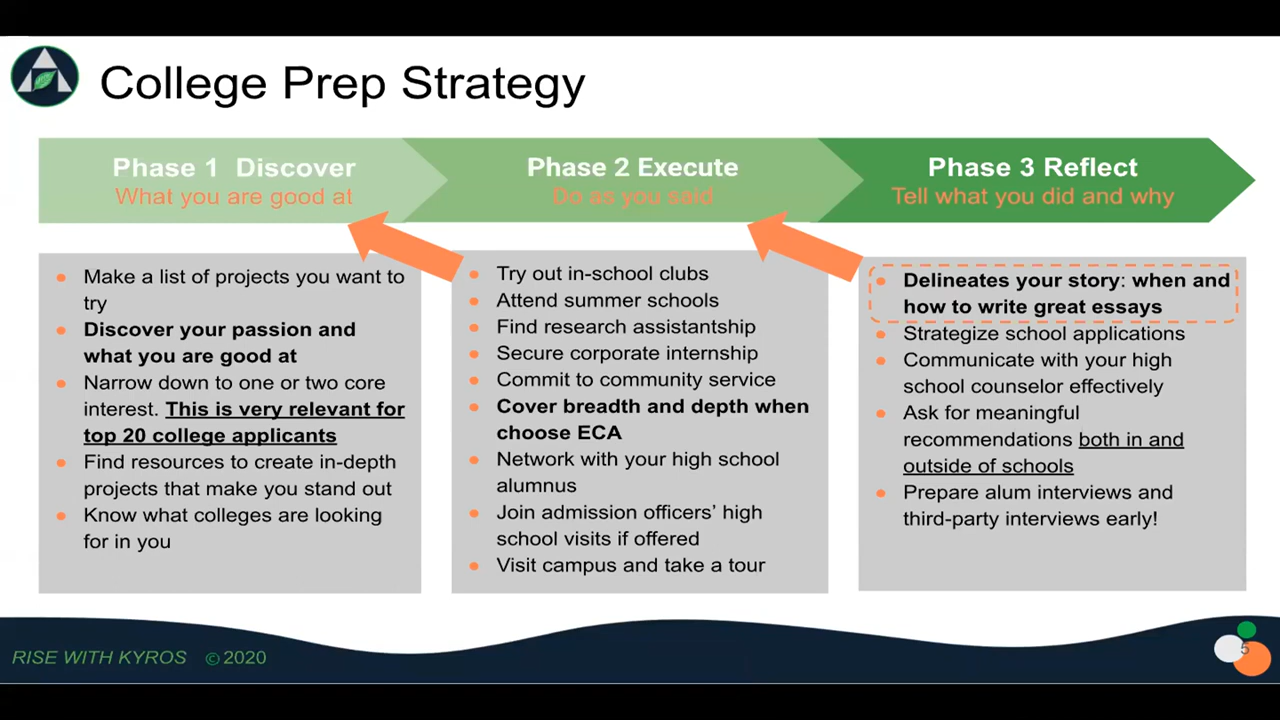 College Prep Strategy
Phase 1 Discover
What you are good at
Phase 2 Execute
Do as you said
Phase 3 Reflect
Tell what you did and why
• Make a list of projects you want to
try
• Discover your passion and
what you are good at
• Narrow down to one or two core
interest. This is very relevant for
top 20 college applicants
• Find resources to create in-depth
projects that make you stand out
• Know what colleges are looking
for in you
• Try out in-school clubs
• Attend summer schools
• Find research assistantship
• Secure corporate internship
• Commit to community service
• Cover breadth and depth when
choose ECA
• Network with your high school
alumnus
• Join admission officers' high
school visits if offered
• Visit campus and take a tour
• Delineates your story: when and
how to write great essays
• Strategize school applications
• Communicate with your high
school counselor effectively
• Ask for meaningful
recommendations both in and
outside of schools
• Prepare alum interviews and
third-party interviews early!
RISE WITH KYROS © 2020
5